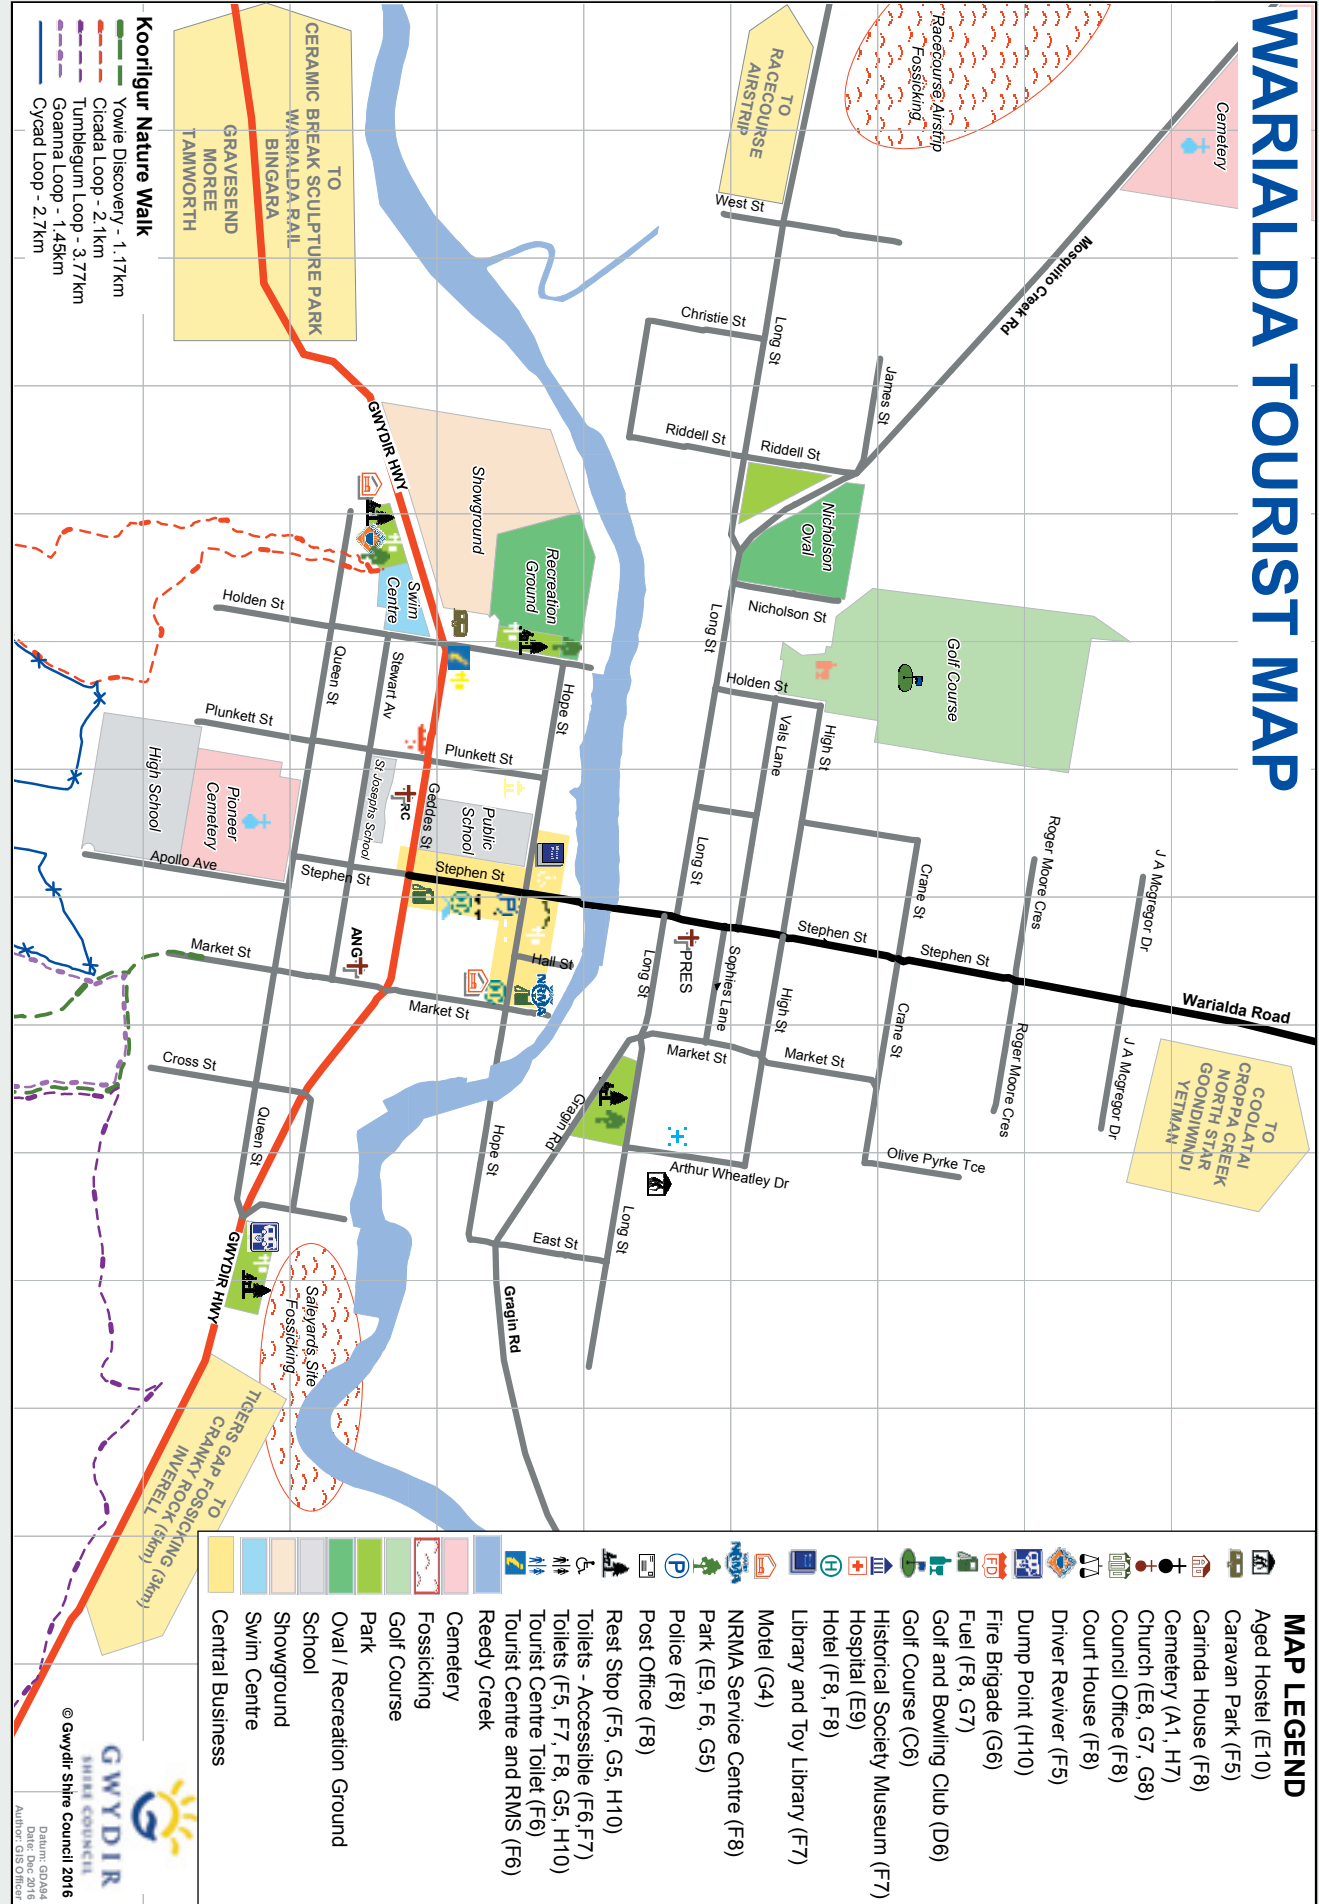 WARIALDA TOURIST MAP
Cemetery
Racecourse Airstrip
Fossicking
TO
RACECOURSE
AIRSTRIP
West St
Mosquito Creek Rd
Christie St
Long St
James St
Riddell St
Riddell St
Nicholson
Oval
Nicholson St
Long St
Golf Course
Holden St
Vals Lane
High St
Long St
Crane St
Roger Moore Cres
J A Mcgregor Dr
Stephen St
Stephen St
Warialda Road
PRES
Sophies Lane
Long St
High St
Crane St
Roger Moore Cres
J A Mcgregor Dr
Market St
Market St
Gragin Rd
Arthur Wheatley Dr
Olive Pyrke Tce
Long St
East St
Gragin Rd
Hope St
TO
COOLATAI
CROPPA CREEK
NORTH STAR
GOONDIWINDI
YETMAN
TO
CERAMIC BREAK SCULPTURE PARK
WARIALDA RAIL
BINGARA
GRAVESEND
MOREE
TAMWORTH
GWYDIR HWY
Showground
Recreation
Ground
Swim
Centre
Holden St
Queen St
Stewart Av
Hope St
Plunkett St
Plunkett St
High School
Pioneer
Cemetery
St Josephs School
RC
Geddes St
Public
School
Apollo Ave
Stephen St
Stephen St
Market St
ANG
Hall St
NRMA
Market St
Cross St
Queen St
GWYDIR HWY
Saleyards Site
Fossicking
TO
TIGERS GAP FOSSICKING (3km)
CRANKY ROCK (5km)
INVERELL
Koorilgur Nature Walk
Yowie Discovery - 1.17km
Cicada Loop - 2.1km
Tumblegum Loop - 3.77km
Goanna Loop - 1.45km
Cycad Loop - 2.7km
MAP LEGEND
Aged Hostel (E10)
Caravan Park (F5)
Carinda House (F8)
Cemetery (A1, H7)
Church (E8, G7, G8)
Council Office (F8)
Court House (F8)
Driver Reviver (F5)
Dump Point (H10)
Fire Brigade (G6)
Fuel (F8, G7)
Golf and Bowling Club (D6)
Golf Course (C6)
Historical Society Museum (F7)
Hospital (E9)
Hotel (F8, F8)
Library and Toy Library (F7)
Motel (G4)
NRMA Service Centre (F8)
Park (E9, F6, G5)
Police (F8)
Post Office (F8)
Rest Stop (F5, G5, H10)
Toilets - Accessible (F6,F7)
Toilets (F5, F7, F8, G5, H10)
Tourist Centre Toilet (F6)
Tourist Centre and RMS (F6)
Reedy Creek
Cemetery
Fossicking
Golf Course
Park
Oval / Recreation Ground
School
Showground
Swim Centre
Central Business
GWYDIR
SHIRE COUNCIL
© Gwydir Shire Council 2016
Datum: GDA94
Date: Dec 2016
Author: GIS Officer